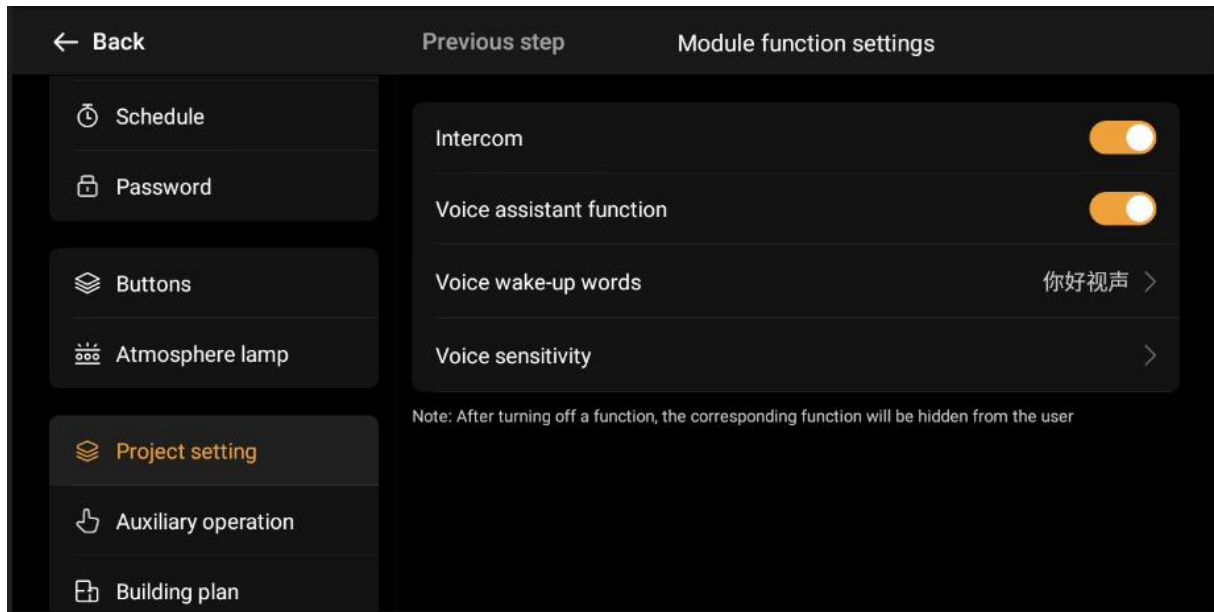 Back
Previous step
Module function settings
Schedule
Password
Buttons
Atmosphere lamp
Project setting
Auxiliary operation
Building plan
Intercom
Voice assistant function
Voice wake-up words 你好视声
Voice sensitivity
Note: After turning off a function, the corresponding function will be hidden from the user